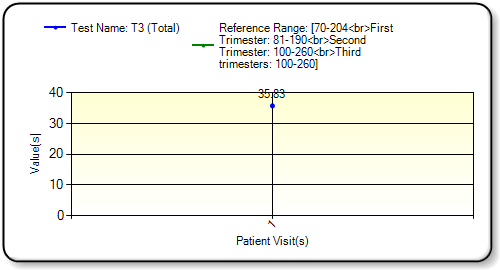 Test Name: T3 (Total)
Reference Range: [70-204<br>First
Trimester: 81-190<br>Second
Trimester: 100-260<br>Third
trimesters: 100-260]
35.83
40
30
20
10
0
Value(s)
1
Patient Visit(s)